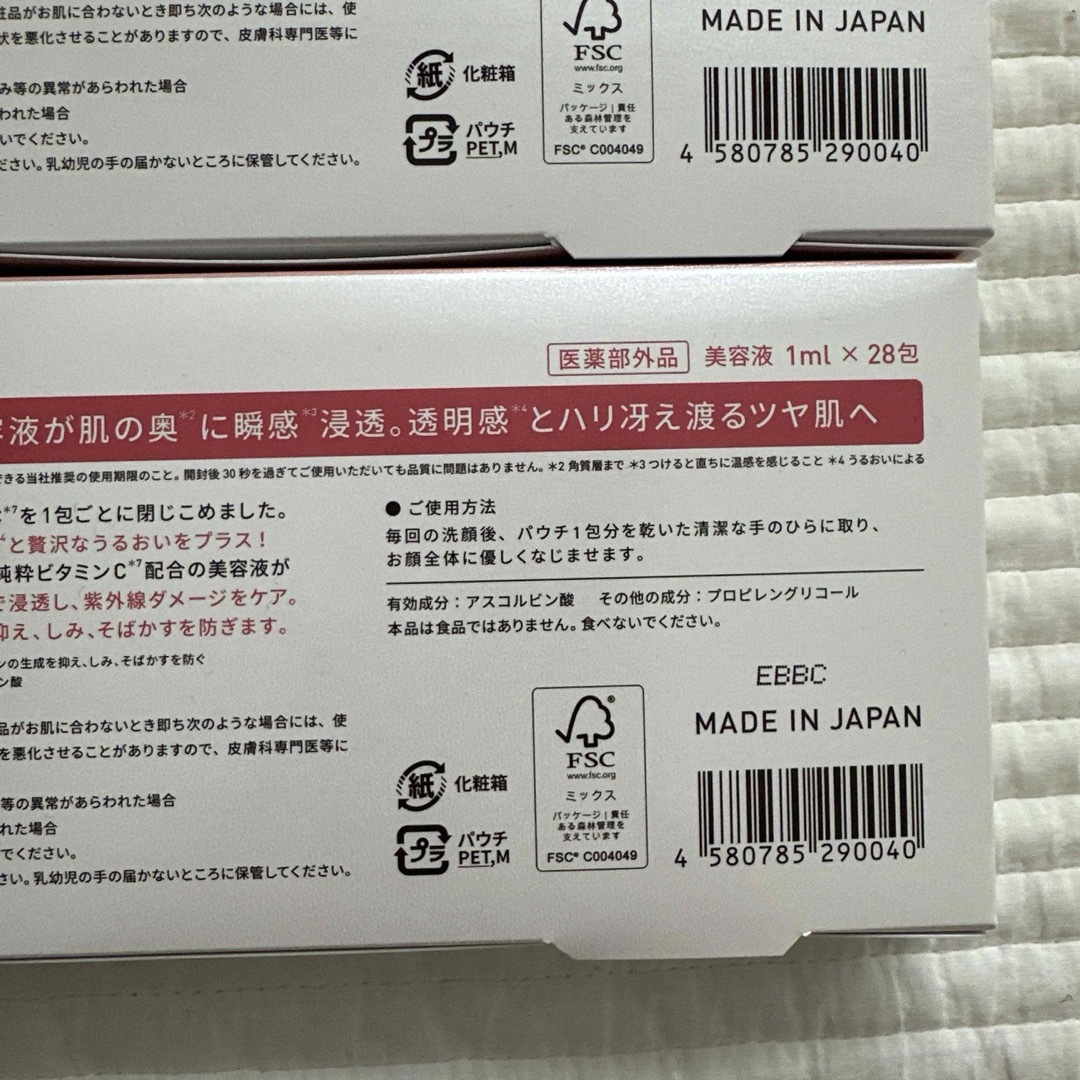 粧品がお肌に合わないとき即ち次のような場合には、使
状を悪化させることがありますので、皮膚科専門医等に
み等の異常があらわれた場合
われた場合
いでください。
ださい。乳幼児の手の届かないところに保管してください。
紙 化粧箱
プラ パウチ
PET,M
FSC
www.fsc.org
ミックス
パッケージ|責任
ある森林管理を
支えています
FSC® C004049
MADE IN JAPAN
4 580785 290040
医薬部外品 美容液 1ml × 28包
容液が肌の奥*2に瞬感*3浸透。透明感*4とハリ冴え渡るツヤ肌へ
できる当社推奨の使用期限のこと。開封後30秒を過ぎてご使用いただいても品質に問題はありません。*2 角質層まで *3 つけると直ちに温感を感じること *4 うるおいによる
*7を1包ごとに閉じこめました。
*4と贅沢なうるおいをプラス!
純粋ビタミンC*7配合の美容液が
で浸透し、紫外線ダメージをケア。
抑え、しみ、そばかすを防ぎます。
ンの生成を抑え、しみ、そばかすを防ぐ
ン酸
● ご使用方法
毎回の洗顔後、パウチ1包分を乾いた清潔な手のひらに取り、
お顔全体に優しくなじませます。
有効成分:アスコルビン酸 その他の成分:プロピレングリコール
本品は食品ではありません。食べないでください。
品がお肌に合わないとき即ち次のような場合には、使
を悪化させることがありますので、皮膚科専門医等に
等の異常があらわれた場合
れた場合
でください。
さい。乳幼児の手の届かないところに保管してください。
紙 化粧箱
プラ パウチ
PET,M
FSC®
www.fsc.org
ミックス
パッケージ|責任
ある森林管理を
支えています
FSC® C004049
EBBC
MADE IN JAPAN
4 580785 290040